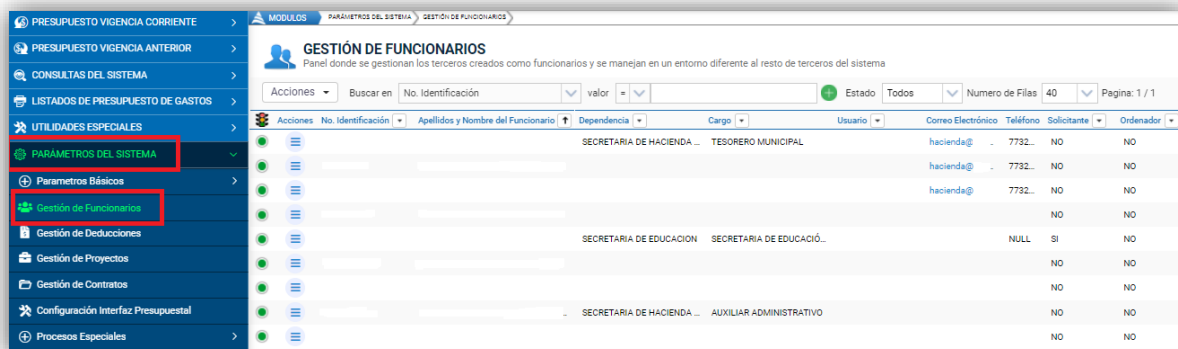 PRESUPUESTO VIGENCIA CORRIENTE
PRESUPUESTO VIGENCIA ANTERIOR
CONSULTAS DEL SISTEMA
LISTADOS DE PRESUPUESTO DE GASTOS
UTILIDADES ESPECIALES
PARÁMETROS DEL SISTEMA
Parametros Básicos
Gestión de Funcionarios
Gestión de Deducciones
Gestión de Proyectos
Gestión de Contratos
Configuración Interfaz Presupuestal
Procesos Especiales
MODULOS PARÁMETROS DEL SISTEMA GESTIÓN DE FUNCIONARIOS
GESTIÓN DE FUNCIONARIOS
Panel donde se gestionan los terceros creados como funcionarios y se manejan en un entorno diferente al resto de terceros del sistema
Acciones Buscar en No. Identificación valor = Estado Todos Numero de Filas 40 Pagina: 1 / 1
Acciones No. Identificación Apellidos y Nombre del Funcionario Dependencia Cargo Usuario Correo Electrónico Teléfono Solicitante Ordenador
SECRETARIA DE HACIENDA ... TESORERO MUNICIPAL hacienda@ . 7732... NO NO
hacienda@ . 7732... NO NO
hacienda@ 7732... NO NO
NO NO
SECRETARIA DE EDUCACION SECRETARIA DE EDUCACIÓ... NULL SI NO
NO NO
NO NO
SECRETARIA DE HACIENDA ... AUXILIAR ADMINISTRATIVO NO NO
NO NO